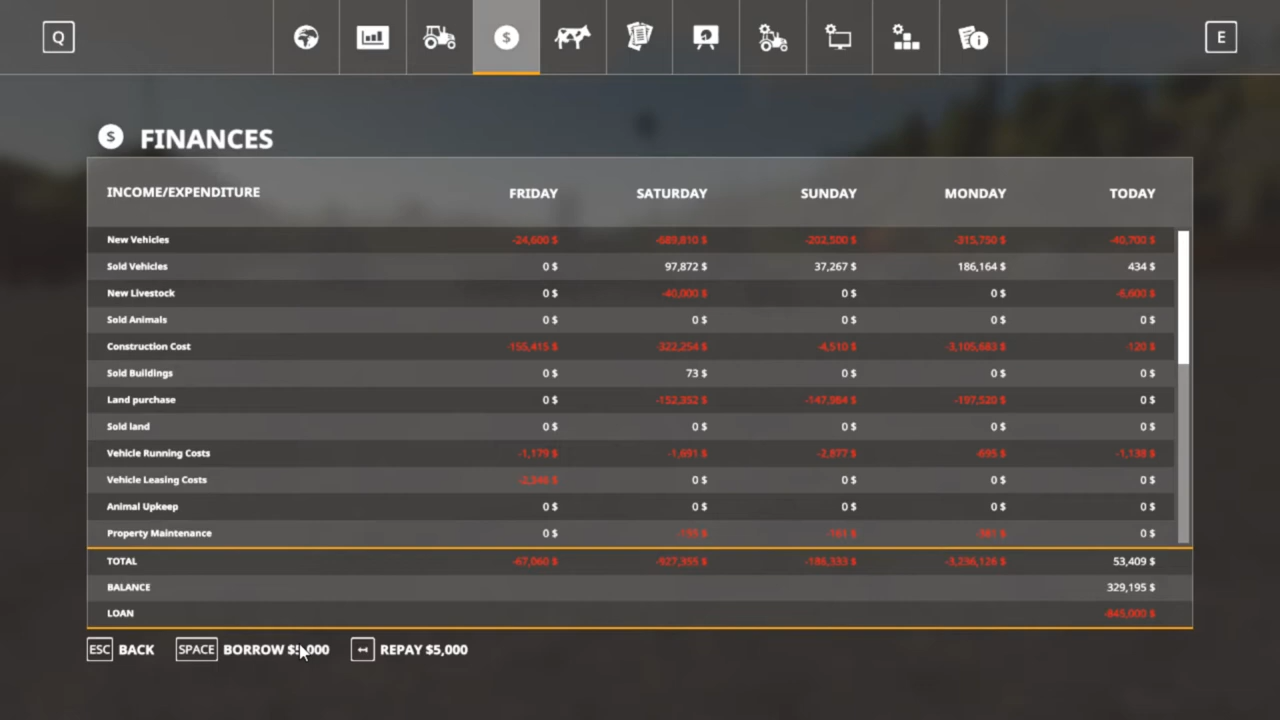 Q
$
E
$ FINANCES
INCOME/EXPENDITURE FRIDAY SATURDAY SUNDAY MONDAY TODAY
New Vehicles -24,600 $ -689,810 $ -202,500 $ -315,750 $ -40,700 $
Sold Vehicles 0 $ 97,872 $ 37,267 $ 186,164 $ 434 $
New Livestock 0 $ -40,000 $ 0 $ 0 $ -6,600 $
Sold Animals 0 $ 0 $ 0 $ 0 $ 0 $
Construction Cost -155,415 $ -322,254 $ -4,510 $ -3,105,683 $ -120 $
Sold Buildings 0 $ 73 $ 0 $ 0 $ 0 $
Land purchase 0 $ -152,352 $ -147,984 $ -197,520 $ 0 $
Sold land 0 $ 0 $ 0 $ 0 $ 0 $
Vehicle Running Costs -1,179 $ -1,691 $ -2,877 $ -695 $ -1,138 $
Vehicle Leasing Costs 0 $ 0 $ 0 $ 0 $
Animal Upkeep 0 $ 0 $ 0 $ 0 $ 0 $
Property Maintenance 0 $ 0 $
TOTAL -67,060 $ -927,355 $ -186,333 $ -3,236,126 $ 53,409 $
BALANCE 329,195 $
LOAN -845,000 $
ESC BACK SPACE BORROW $5,000 REPAY $5,000